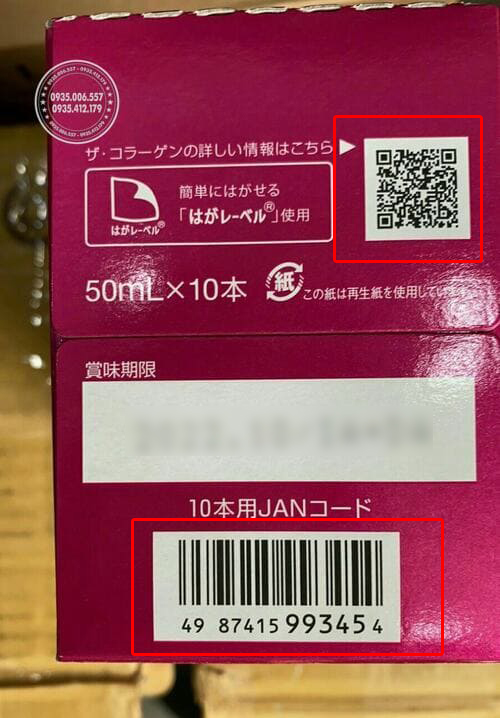 0935.006.557
0935.412.179
ザ・コラーゲンの詳しい情報はこちら ▶
簡単にはがせる
「はがレーベル®」使用
はがレーベル®
50mL×10本
紙
この紙は再生紙を使用してい
賞味期限
10本用JANコード
49 87415 993454